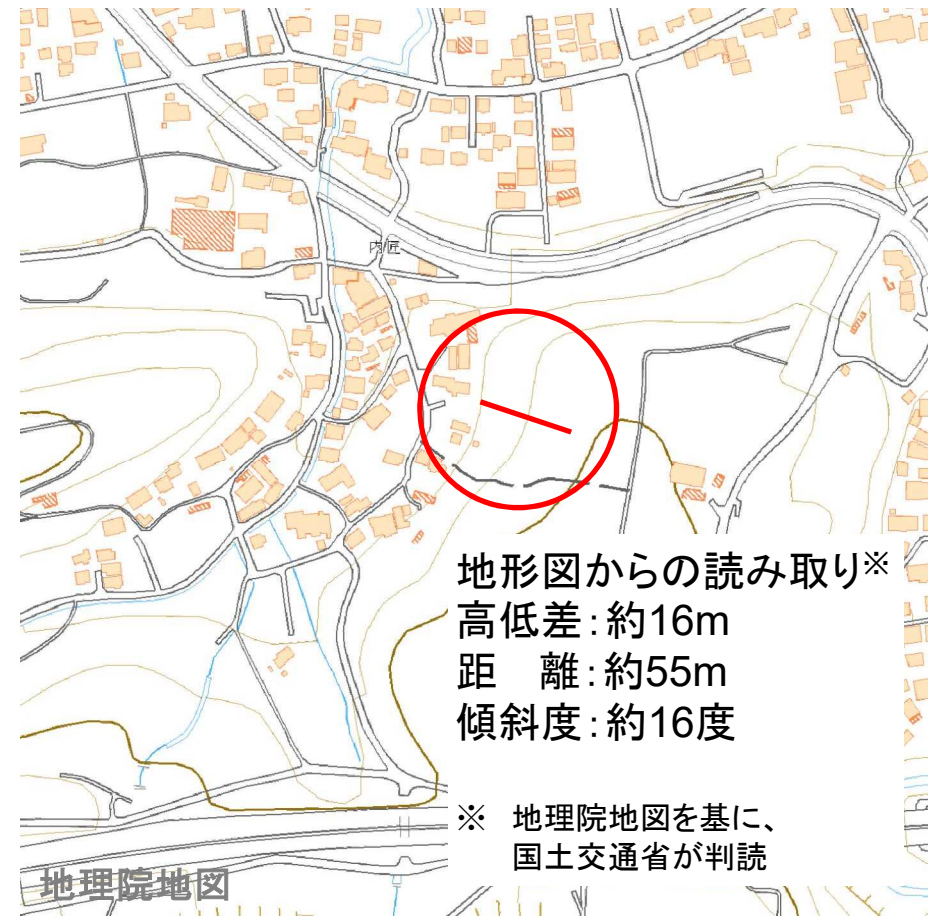 内匠
地形図からの読み取り※
高低差：約16m
距　離：約55m
傾斜度：約16度
※　地理院地図を基に、
国土交通省が判読
地理院地図